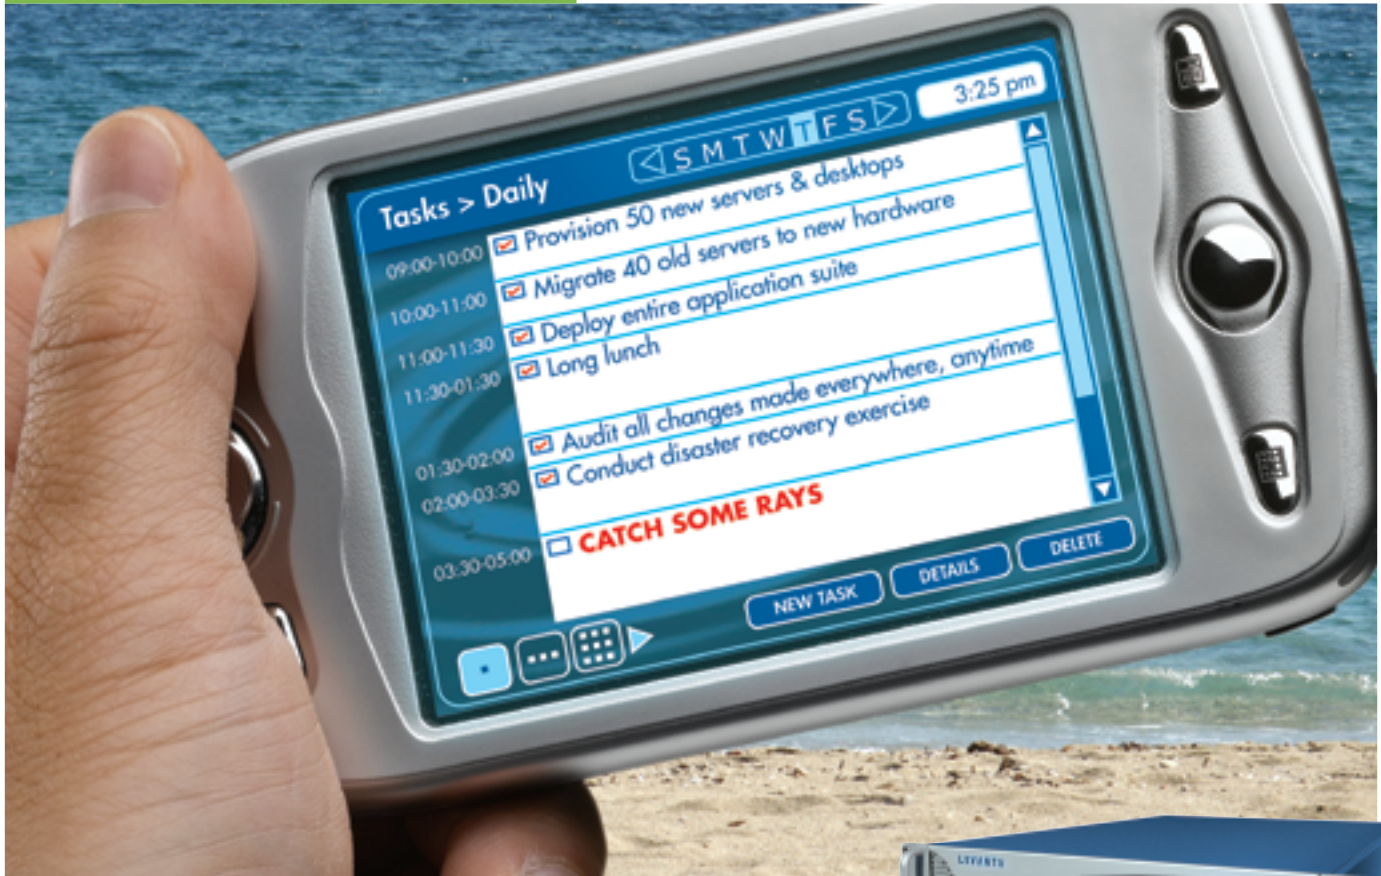 Tasks > Daily
S M T W T F S
3:25 pm
09:00-10:00 Provision 50 new servers & desktops
10:00-11:00 Migrate 40 old servers to new hardware
11:00-11:30 Deploy entire application suite
11:30-01:30 Long lunch
01:30-02:00 Audit all changes made everywhere, anytime
02:00-03:30 Conduct disaster recovery exercise
03:30-05:00 CATCH SOME RAYS
NEW TASK
DETAILS
DELETE
LEVANTA